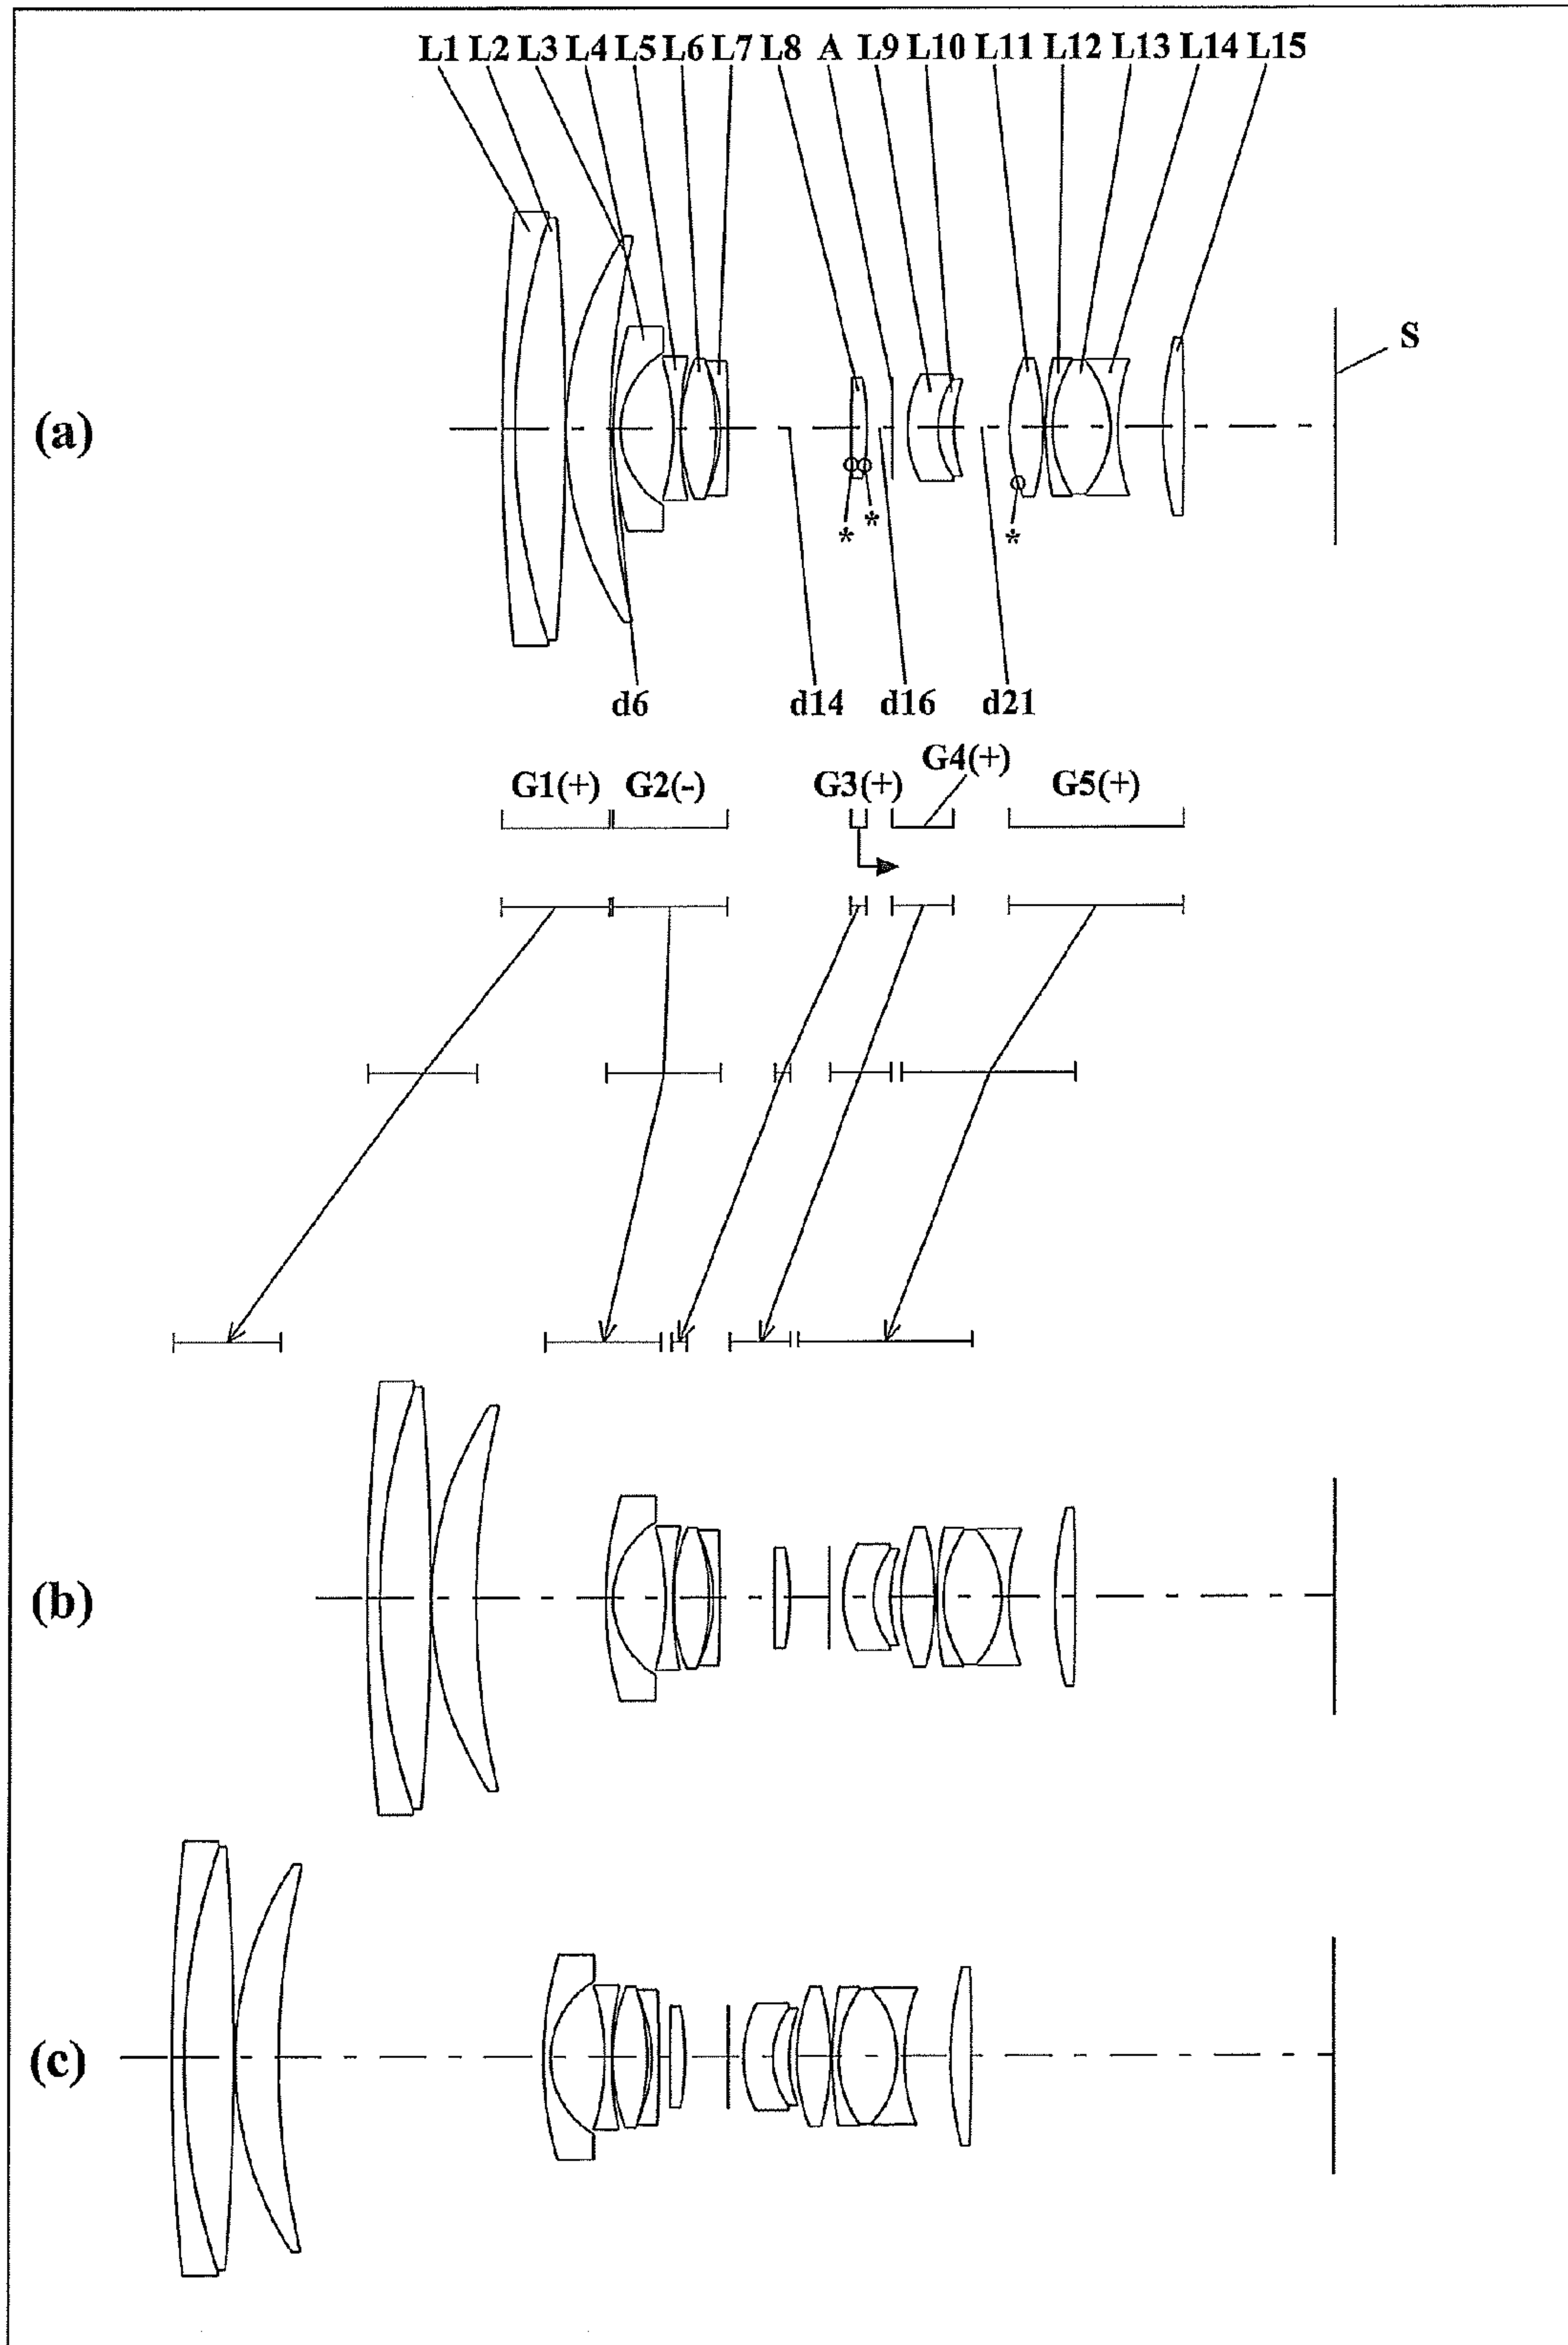 L1 L2 L3 L4 L5 L6 L7 L8 A L9 L10 L11 L12 L13 L14 L15
S
(a)
* * *
d6 d14 d16 d21
G1(+) G2(-) G3(+) G4(+) G5(+)
(b)
(c)